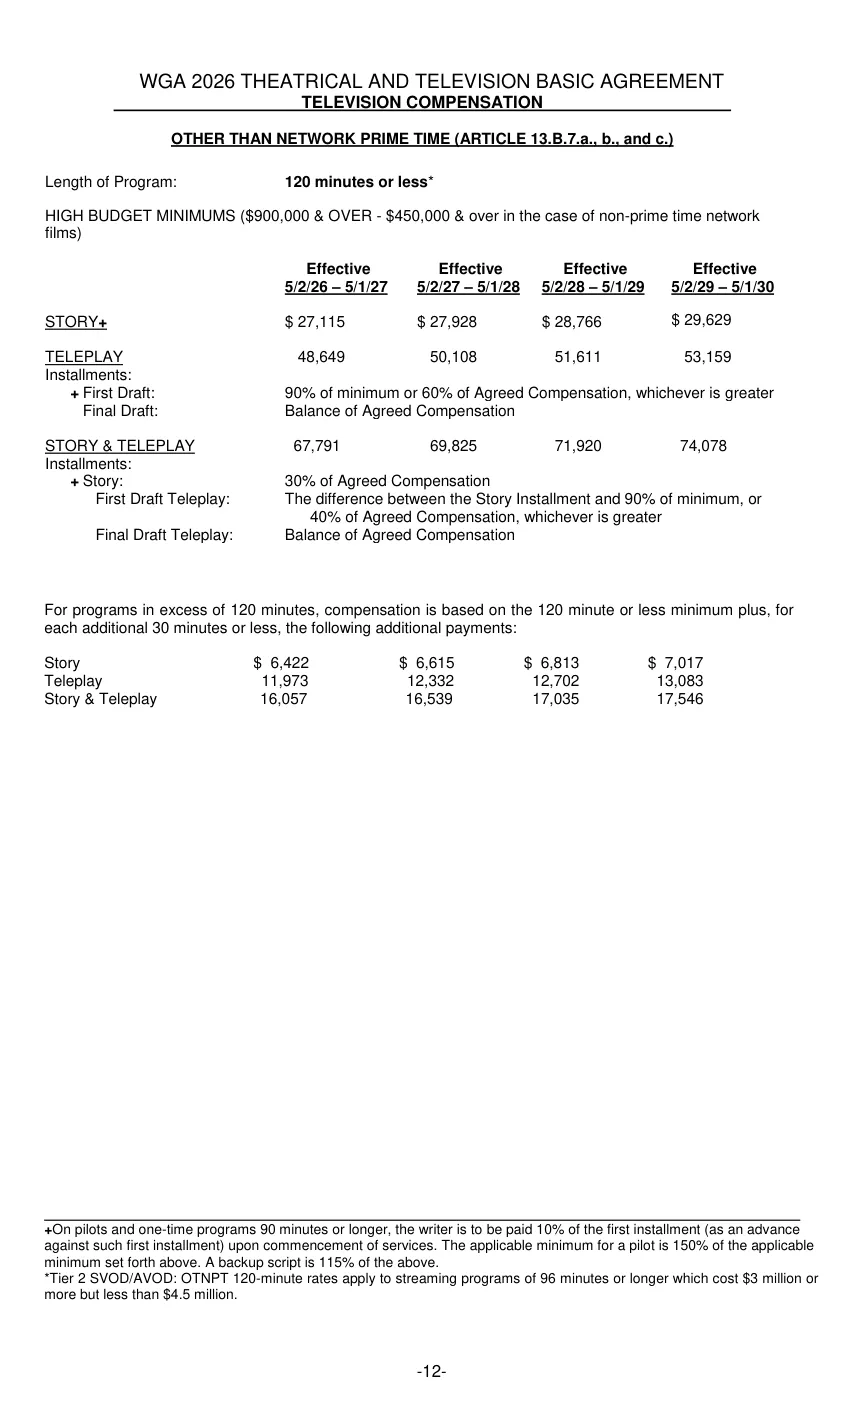 WGA 2026 THEATRICAL AND TELEVISION BASIC AGREEMENT
TELEVISION COMPENSATION
OTHER THAN NETWORK PRIME TIME (ARTICLE 13.B.7.a., b., and c.)
Length of Program: 120 minutes or less*
HIGH BUDGET MINIMUMS ($900,000 & OVER - $450,000 & over in the case of non-prime time network
films)
Effective Effective Effective Effective
5/2/26 – 5/1/27 5/2/27 – 5/1/28 5/2/28 – 5/1/29 5/2/29 – 5/1/30
STORY+ $ 27,115 $ 27,928 $ 28,766 $ 29,629
TELEPLAY 48,649 50,108 51,611 53,159
Installments:
+ First Draft: 90% of minimum or 60% of Agreed Compensation, whichever is greater
Final Draft: Balance of Agreed Compensation
STORY & TELEPLAY 67,791 69,825 71,920 74,078
Installments:
+ Story: 30% of Agreed Compensation
First Draft Teleplay: The difference between the Story Installment and 90% of minimum, or
40% of Agreed Compensation, whichever is greater
Final Draft Teleplay: Balance of Agreed Compensation
For programs in excess of 120 minutes, compensation is based on the 120 minute or less minimum plus, for
each additional 30 minutes or less, the following additional payments:
Story $ 6,422 $ 6,615 $ 6,813 $ 7,017
Teleplay 11,973 12,332 12,702 13,083
Story & Teleplay 16,057 16,539 17,035 17,546
+On pilots and one-time programs 90 minutes or longer, the writer is to be paid 10% of the first installment (as an advance
against such first installment) upon commencement of services. The applicable minimum for a pilot is 150% of the applicable
minimum set forth above. A backup script is 115% of the above.
*Tier 2 SVOD/AVOD: OTNPT 120-minute rates apply to streaming programs of 96 minutes or longer which cost $3 million or
more but less than $4.5 million.
-12-